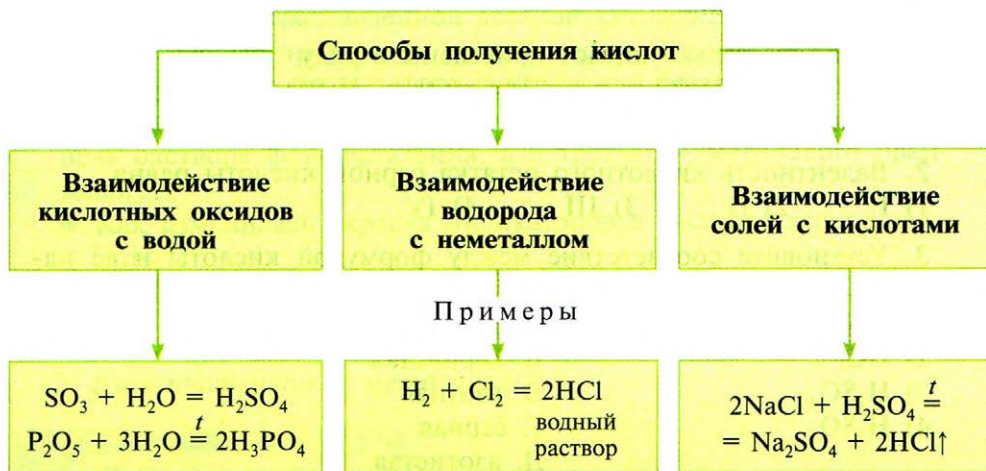 Способы получения кислот
Взаимодействие
кислотных оксидов
с водой
Взаимодействие
водорода
с неметаллом
Взаимодействие
солей с кислотами
Примеры
SO₃ + H₂O = H₂SO₄
P₂O₅ + 3H₂O =ᵗ 2H₃PO₄
H₂ + Cl₂ = 2HCl
водный
раствор
2NaCl + H₂SO₄ =ᵗ
= Na₂SO₄ + 2HCl↑